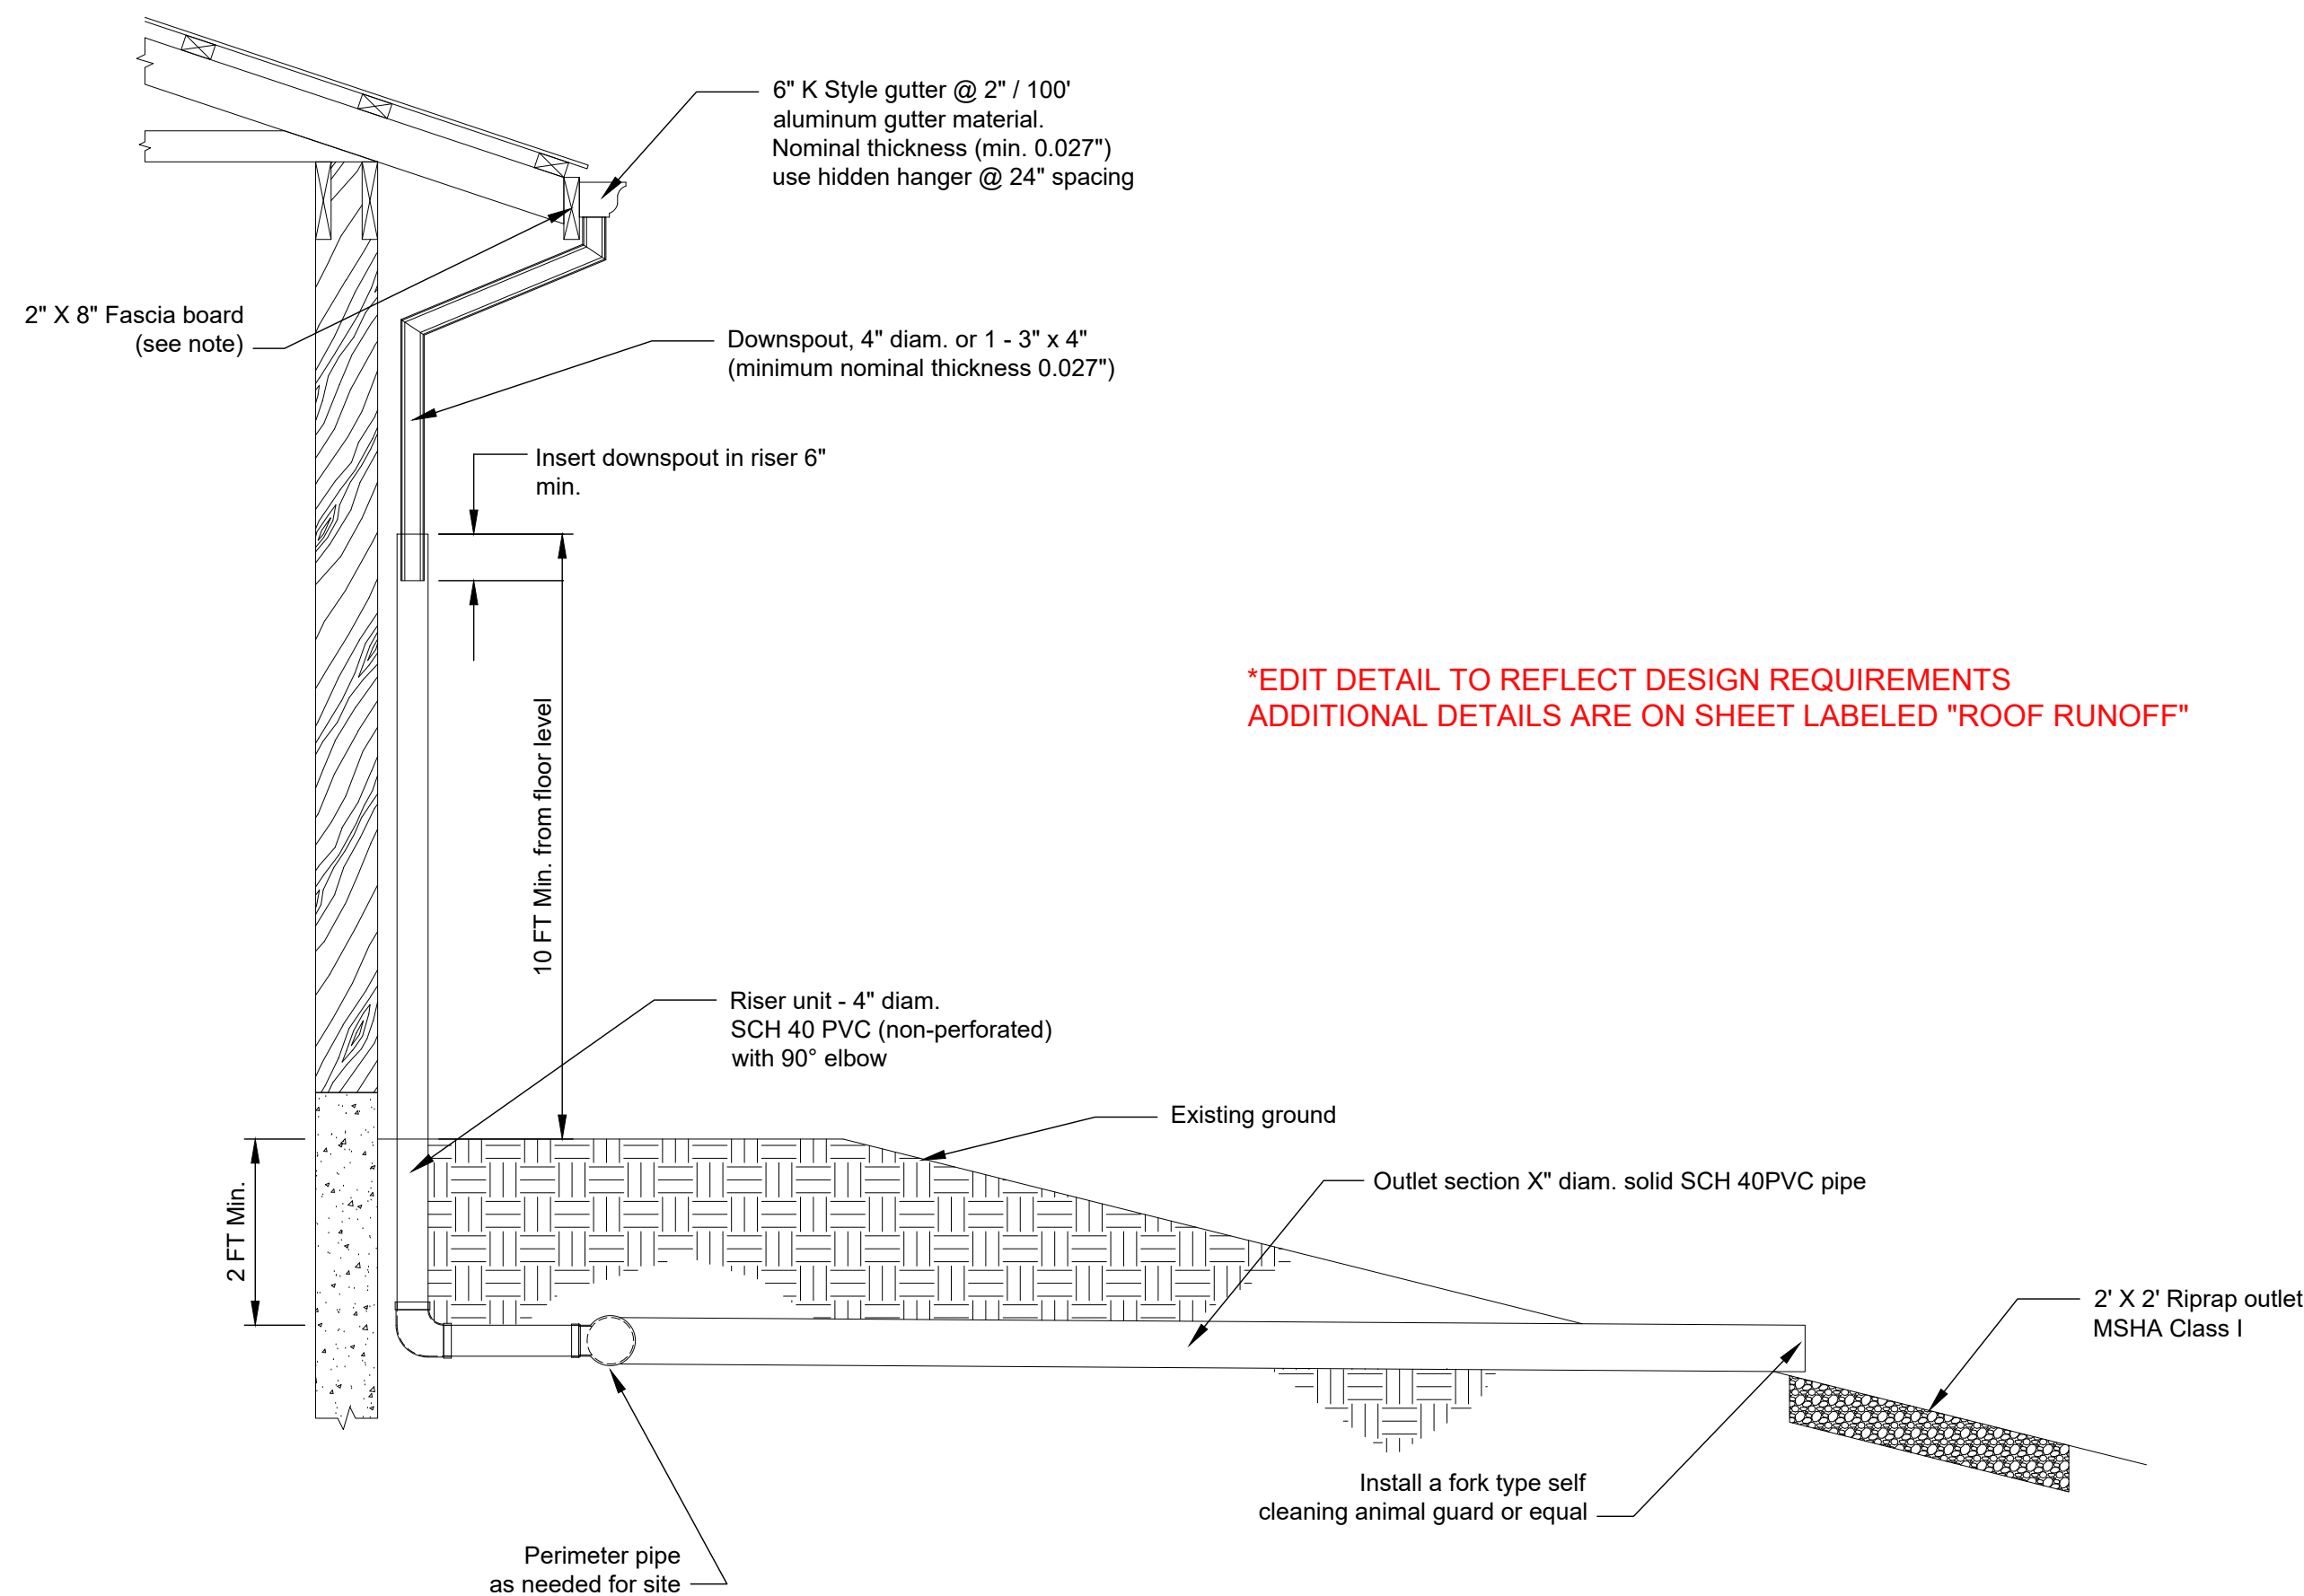 6" K Style gutter @ 2" / 100'
aluminum gutter material.
Nominal thickness (min. 0.027")
use hidden hanger @ 24" spacing
2" X 8" Fascia board
(see note)
Downspout, 4" diam. or 1 - 3" x 4"
(minimum nominal thickness 0.027")
Insert downspout in riser 6"
min.
*EDIT DETAIL TO REFLECT DESIGN REQUIREMENTS
ADDITIONAL DETAILS ARE ON SHEET LABELED "ROOF RUNOFF"
10 FT Min. from floor level
Riser unit - 4" diam.
SCH 40 PVC (non-perforated)
with 90° elbow
Existing ground
Outlet section X" diam. solid SCH 40PVC pipe
2 FT Min.
2' X 2' Riprap outlet
MSHA Class I
Install a fork type self
cleaning animal guard or equal
Perimeter pipe
as needed for site